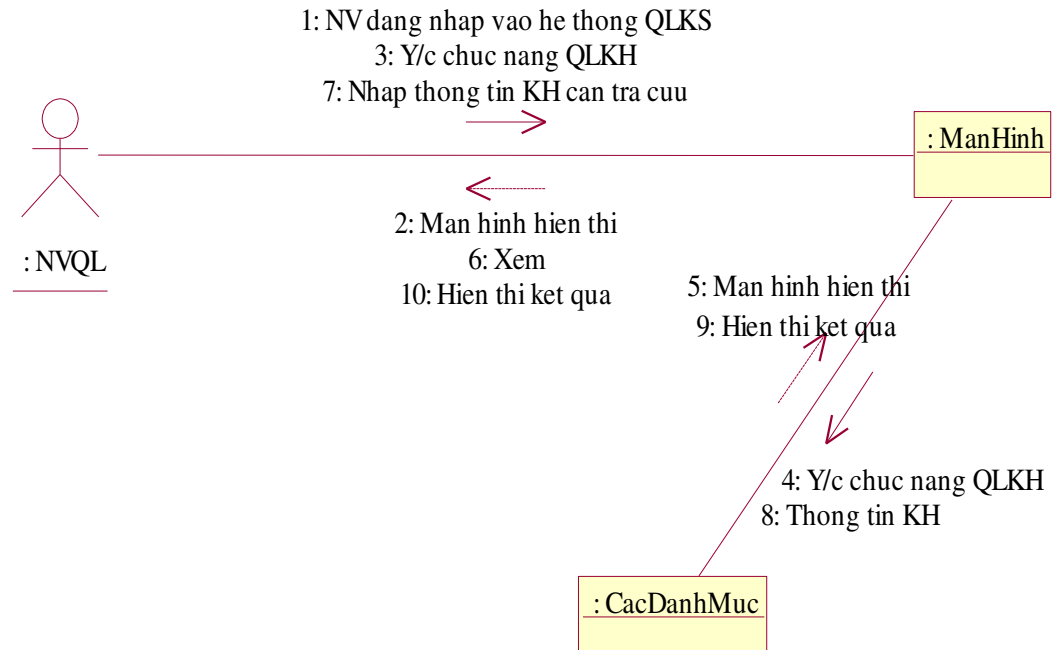 1: NV dang nhap vao he thong QLKS
3: Y/c chuc nang QLKH
7: Nhap thong tin KH can tra cuu
: ManHinh
: NVQL
2: Man hinh hien thi
6: Xem
10: Hien thi ket qua
5: Man hinh hien thi
9: Hien thi ket qua
4: Y/c chuc nang QLKH
8: Thong tin KH
: CacDanhMuc